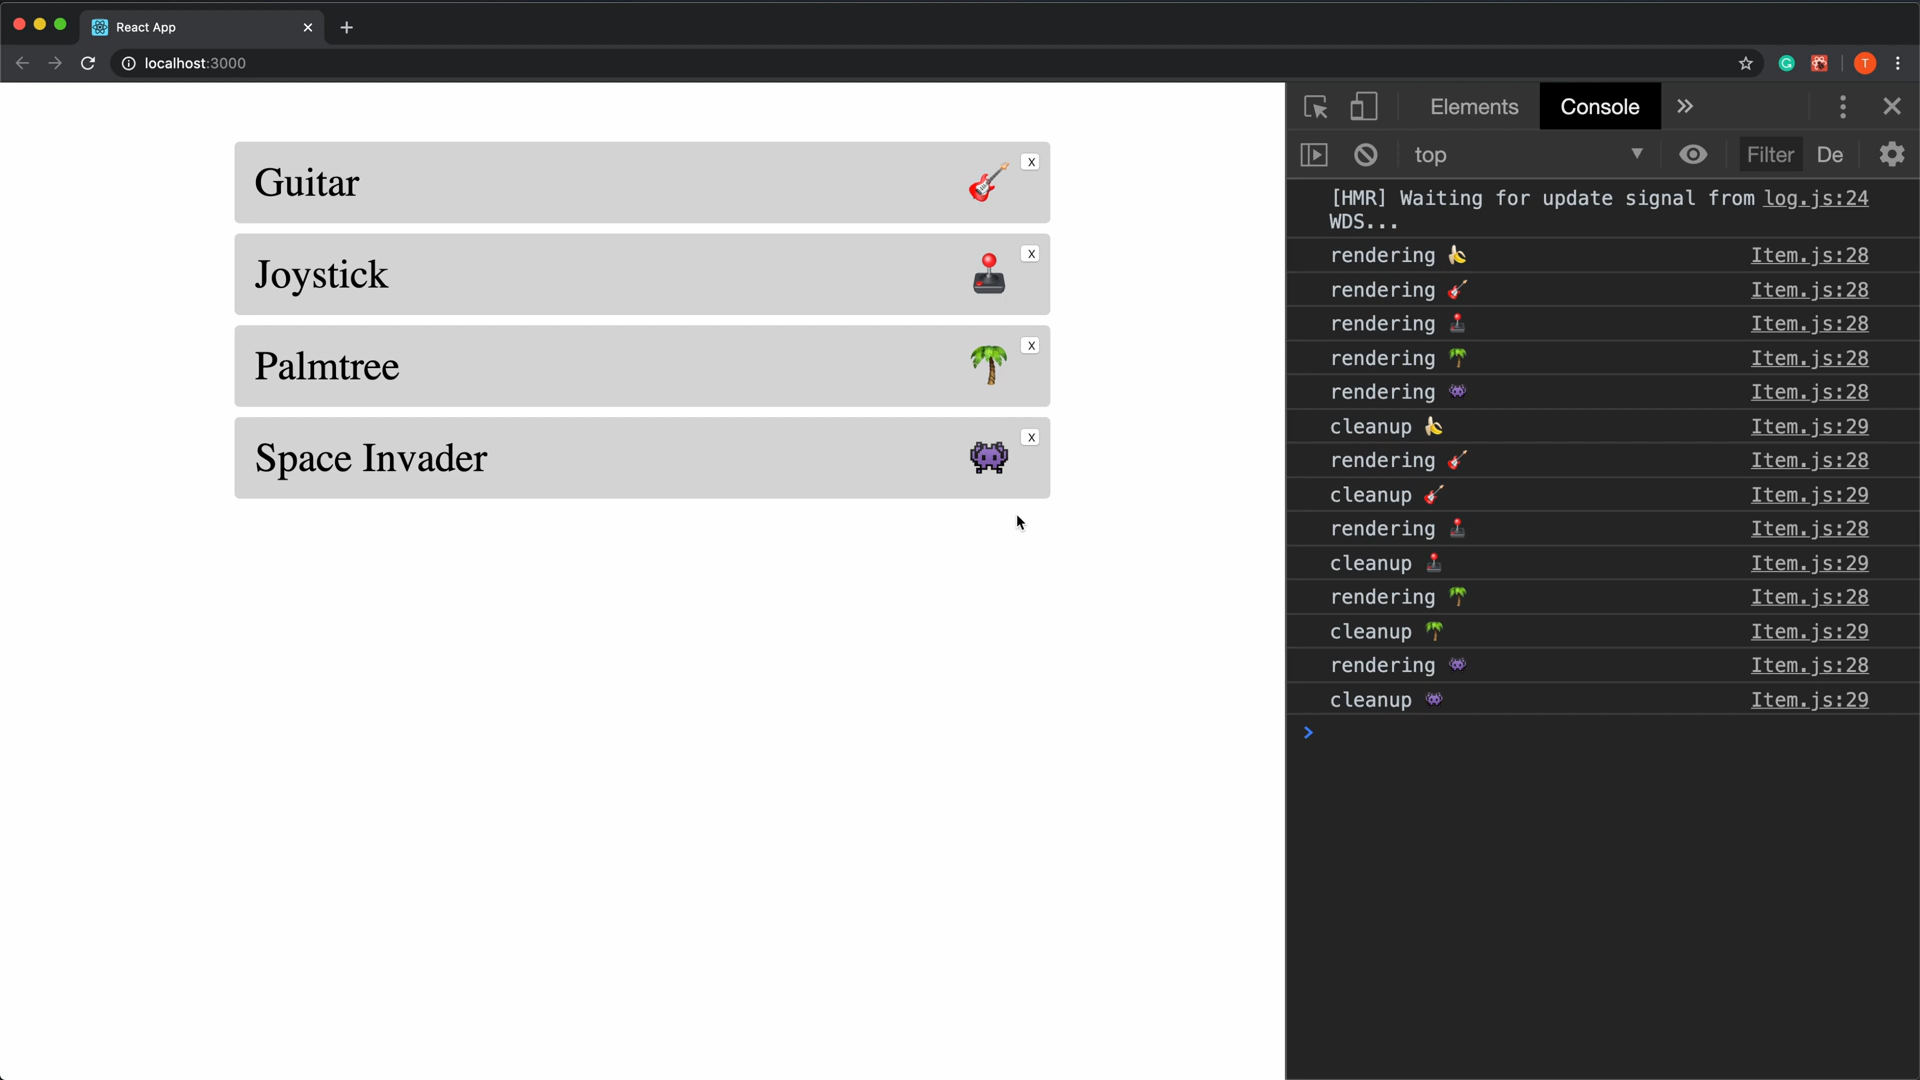 React App
localhost:3000
T
Guitar
X
Joystick
X
Palmtree
X
Space Invader
X
Elements
Console
top
Filter
De
[HMR] Waiting for update signal from log.js:24
WDS...
rendering 🍌 Item.js:28
rendering 🎸 Item.js:28
rendering 🕹️ Item.js:28
rendering 🌴 Item.js:28
rendering 👾 Item.js:28
cleanup 🍌 Item.js:29
rendering 🎸 Item.js:28
cleanup 🎸 Item.js:29
rendering 🕹️ Item.js:28
cleanup 🕹️ Item.js:29
rendering 🌴 Item.js:28
cleanup 🌴 Item.js:29
rendering 👾 Item.js:28
cleanup 👾 Item.js:29